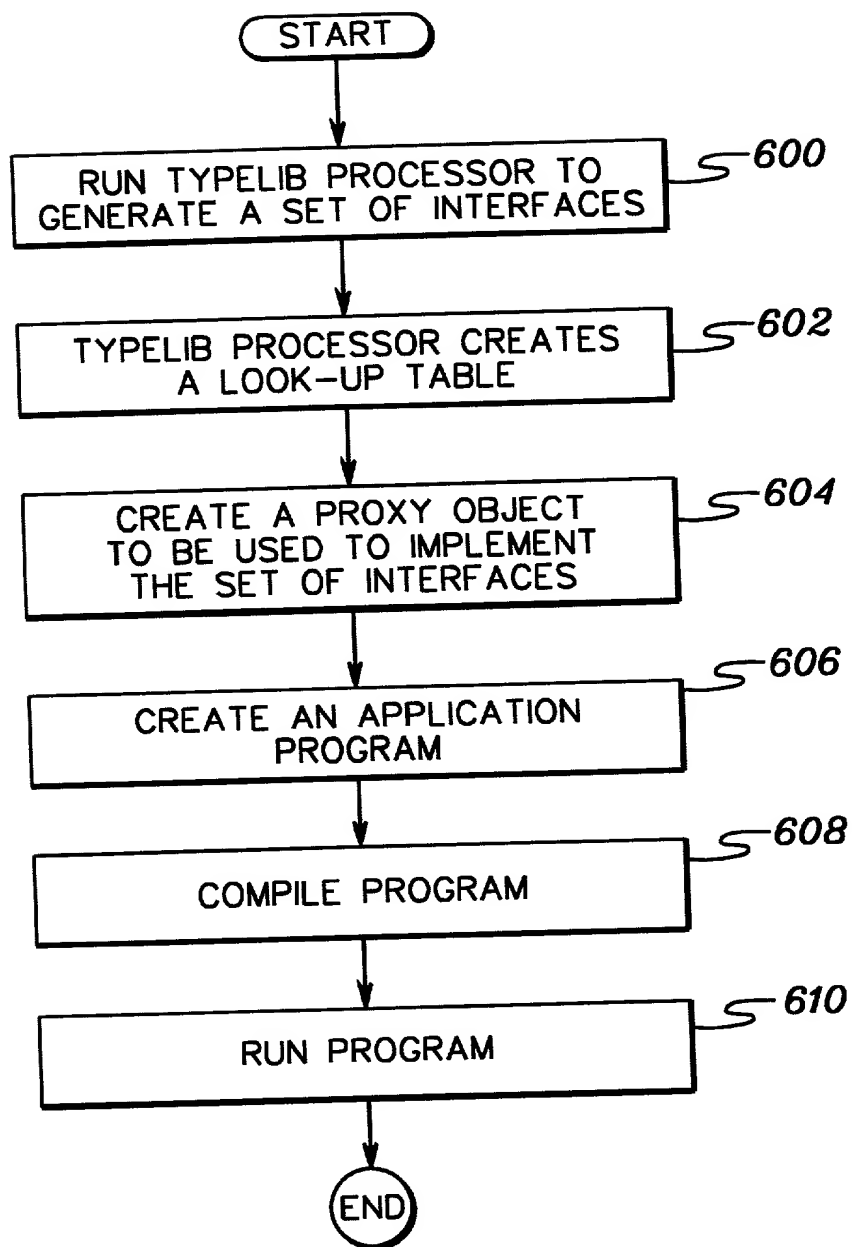 START
RUN TYPELIB PROCESSOR TO
GENERATE A SET OF INTERFACES
600
TYPELIB PROCESSOR CREATES
A LOOK-UP TABLE
602
CREATE A PROXY OBJECT
TO BE USED TO IMPLEMENT
THE SET OF INTERFACES
604
CREATE AN APPLICATION
PROGRAM
606
COMPILE PROGRAM
608
RUN PROGRAM
610
END